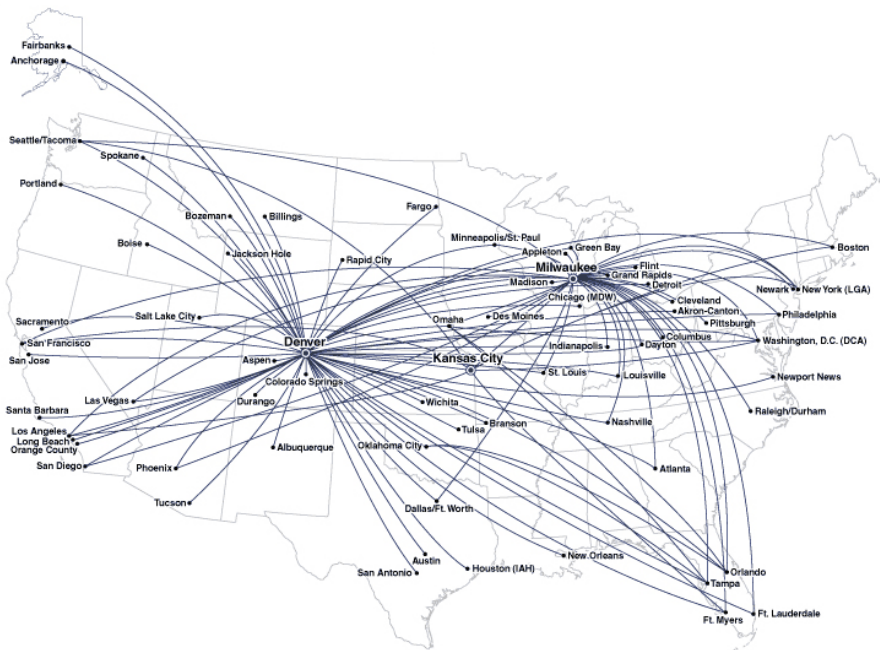 Fairbanks
Anchorage
Seattle/Tacoma
Spokane
Portland
Fargo
Bozeman
Billings
Boise
Jackson Hole
Rapid City
Minneapolis/St. Paul
Green Bay
Appleton
Boston
Milwaukee
Flint
Grand Rapids
Madison
Detroit
Newark
New York (LGA)
Chicago (MDW)
Cleveland
Akron-Canton
Philadelphia
Salt Lake City
Sacramento
Omaha
Des Moines
Pittsburgh
San Francisco
Denver
Indianapolis
Dayton
Columbus
Washington, D.C. (DCA)
San Jose
Aspen
Kansas City
St. Louis
Louisville
Newport News
Colorado Springs
Las Vegas
Durango
Wichita
Santa Barbara
Raleigh/Durham
Los Angeles
Long Beach
Orange County
Tulsa
Branson
Nashville
Albuquerque
Oklahoma City
San Diego
Phoenix
Atlanta
Tucson
Dallas/Ft. Worth
Austin
New Orleans
San Antonio
Houston (IAH)
Orlando
Tampa
Ft. Myers
Ft. Lauderdale